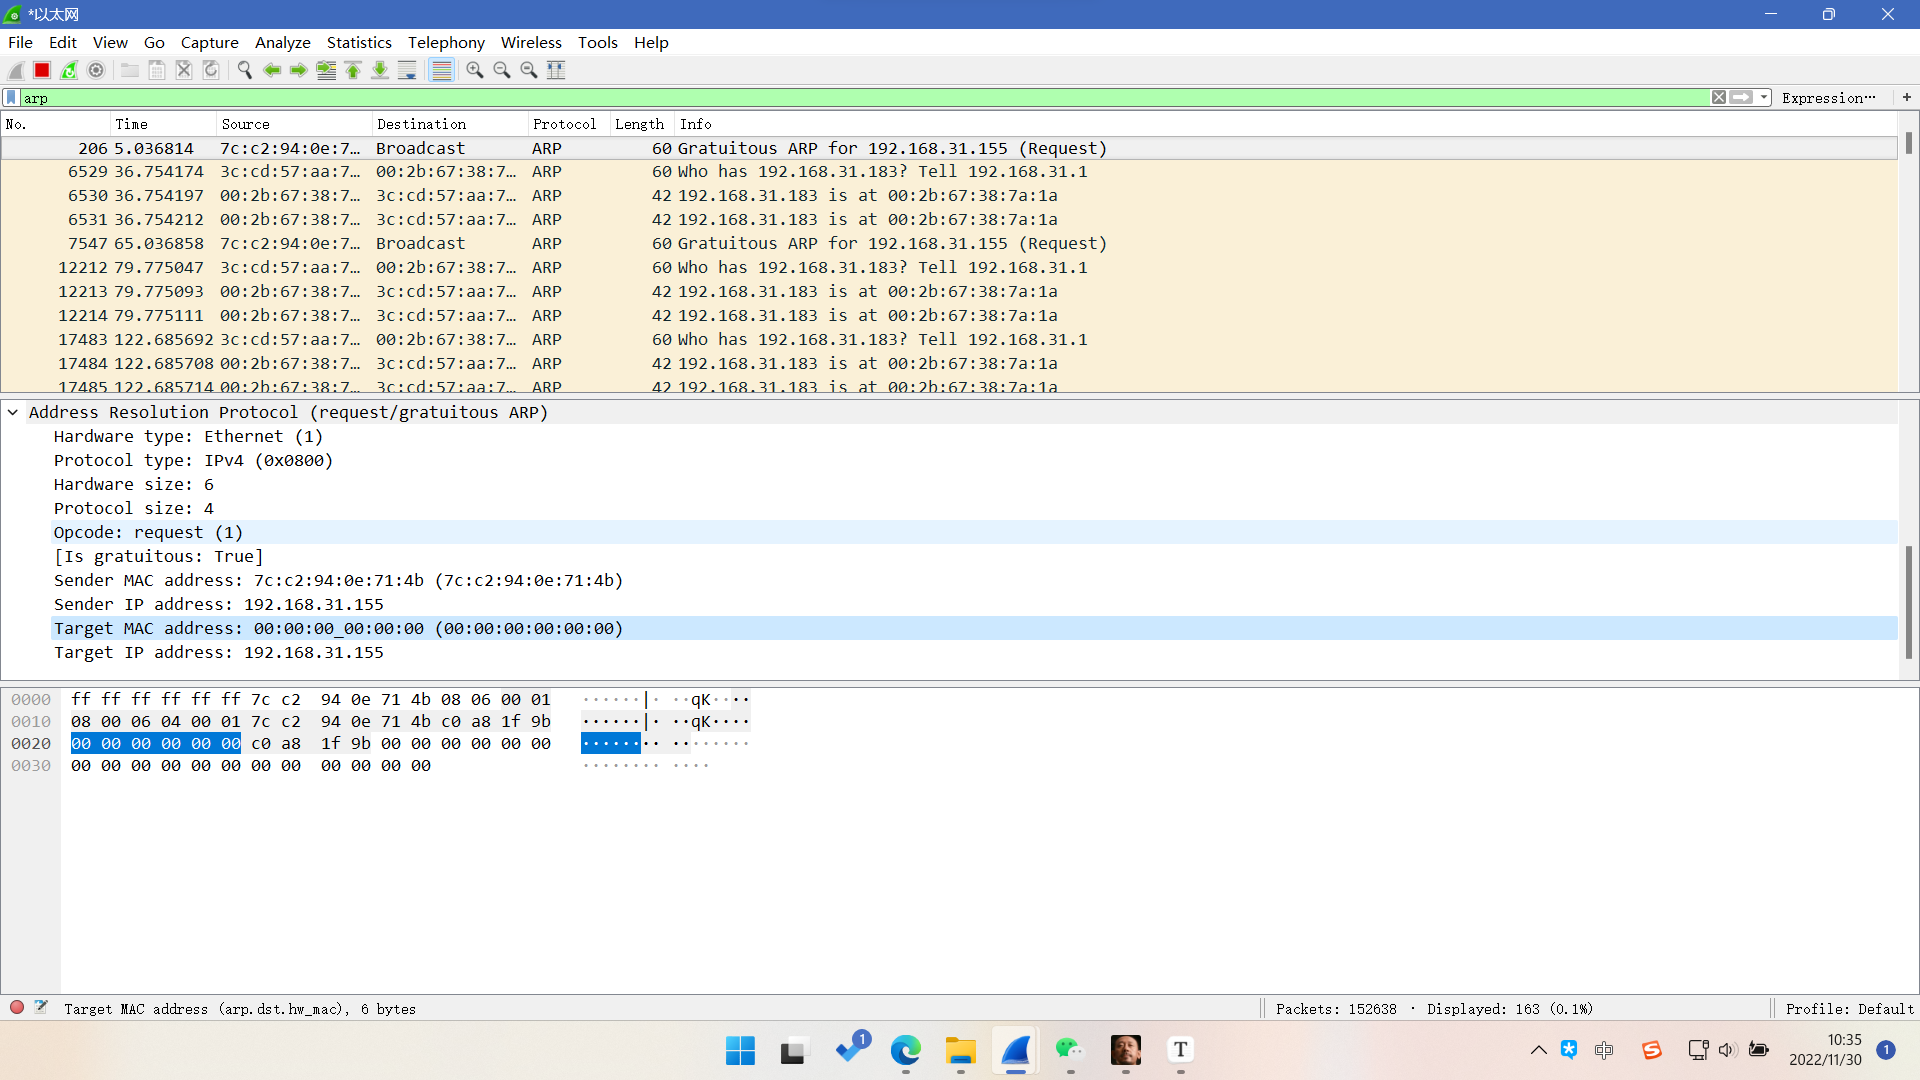 *以太网
File Edit View Go Capture Analyze Statistics Telephony Wireless Tools Help
arp Expression… +
No. Time Source Destination Protocol Length Info
206 5.036814 7c:c2:94:0e:7… Broadcast ARP 60 Gratuitous ARP for 192.168.31.155 (Request)
6529 36.754174 3c:cd:57:aa:7… 00:2b:67:38:7… ARP 60 Who has 192.168.31.183? Tell 192.168.31.1
6530 36.754197 00:2b:67:38:7… 3c:cd:57:aa:7… ARP 42 192.168.31.183 is at 00:2b:67:38:7a:1a
6531 36.754212 00:2b:67:38:7… 3c:cd:57:aa:7… ARP 42 192.168.31.183 is at 00:2b:67:38:7a:1a
7547 65.036858 7c:c2:94:0e:7… Broadcast ARP 60 Gratuitous ARP for 192.168.31.155 (Request)
12212 79.775047 3c:cd:57:aa:7… 00:2b:67:38:7… ARP 60 Who has 192.168.31.183? Tell 192.168.31.1
12213 79.775093 00:2b:67:38:7… 3c:cd:57:aa:7… ARP 42 192.168.31.183 is at 00:2b:67:38:7a:1a
12214 79.775111 00:2b:67:38:7… 3c:cd:57:aa:7… ARP 42 192.168.31.183 is at 00:2b:67:38:7a:1a
17483 122.685692 3c:cd:57:aa:7… 00:2b:67:38:7… ARP 60 Who has 192.168.31.183? Tell 192.168.31.1
17484 122.685708 00:2b:67:38:7… 3c:cd:57:aa:7… ARP 42 192.168.31.183 is at 00:2b:67:38:7a:1a
17485 122.685714 00:2b:67:38:7… 3c:cd:57:aa:7… ARP 42 192.168.31.183 is at 00:2b:67:38:7a:1a
Address Resolution Protocol (request/gratuitous ARP)
Hardware type: Ethernet (1)
Protocol type: IPv4 (0x0800)
Hardware size: 6
Protocol size: 4
Opcode: request (1)
[Is gratuitous: True]
Sender MAC address: 7c:c2:94:0e:71:4b (7c:c2:94:0e:71:4b)
Sender IP address: 192.168.31.155
Target MAC address: 00:00:00_00:00:00 (00:00:00:00:00:00)
Target IP address: 192.168.31.155
0000 ff ff ff ff ff ff 7c c2 94 0e 71 4b 08 06 00 01 ······|· ··qK····
0010 08 00 06 04 00 01 7c c2 94 0e 71 4b c0 a8 1f 9b ······|· ··qK····
0020 00 00 00 00 00 00 c0 a8 1f 9b 00 00 00 00 00 00 ········ ········
0030 00 00 00 00 00 00 00 00 00 00 00 00 ········ ····
Target MAC address (arp.dst.hw_mac), 6 bytes Packets: 152638 · Displayed: 163 (0.1%) Profile: Default
1 T 中 S 10:35 1
2022/11/30